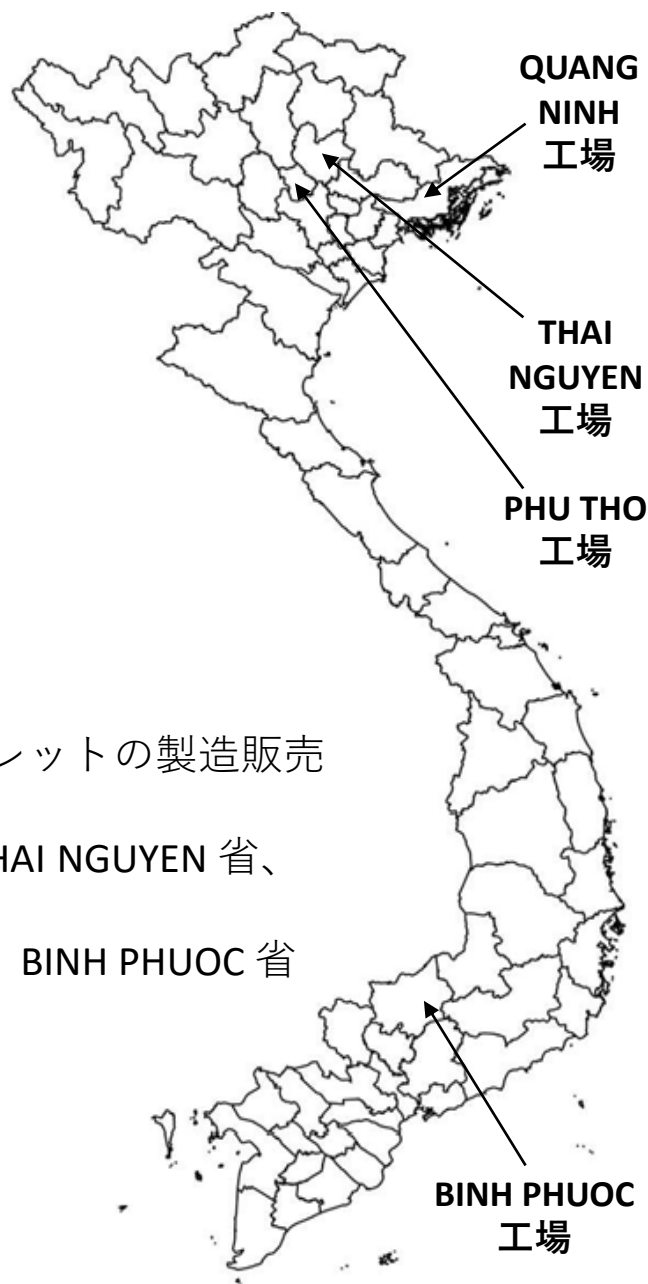 QUANG
NINH
工場
THAI
NGUYEN
工場
PHU THO
工場
レットの製造販売
HAI NGUYEN 省、
BINH PHUOC 省
BINH PHUOC
工場